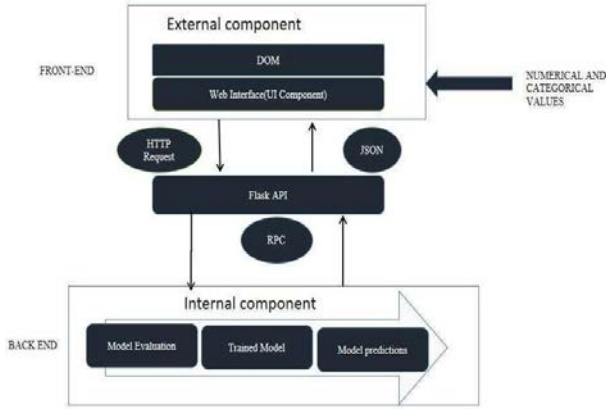 External component
DOM
FRONT-END
Web Interface(UI Component)
NUMERICAL AND
CATEGORICAL
VALUES
HTTP
Request
JSON
Flask API
RPC
Internal component
BACK END
Model Evaluation
Trained Model
Model predictions